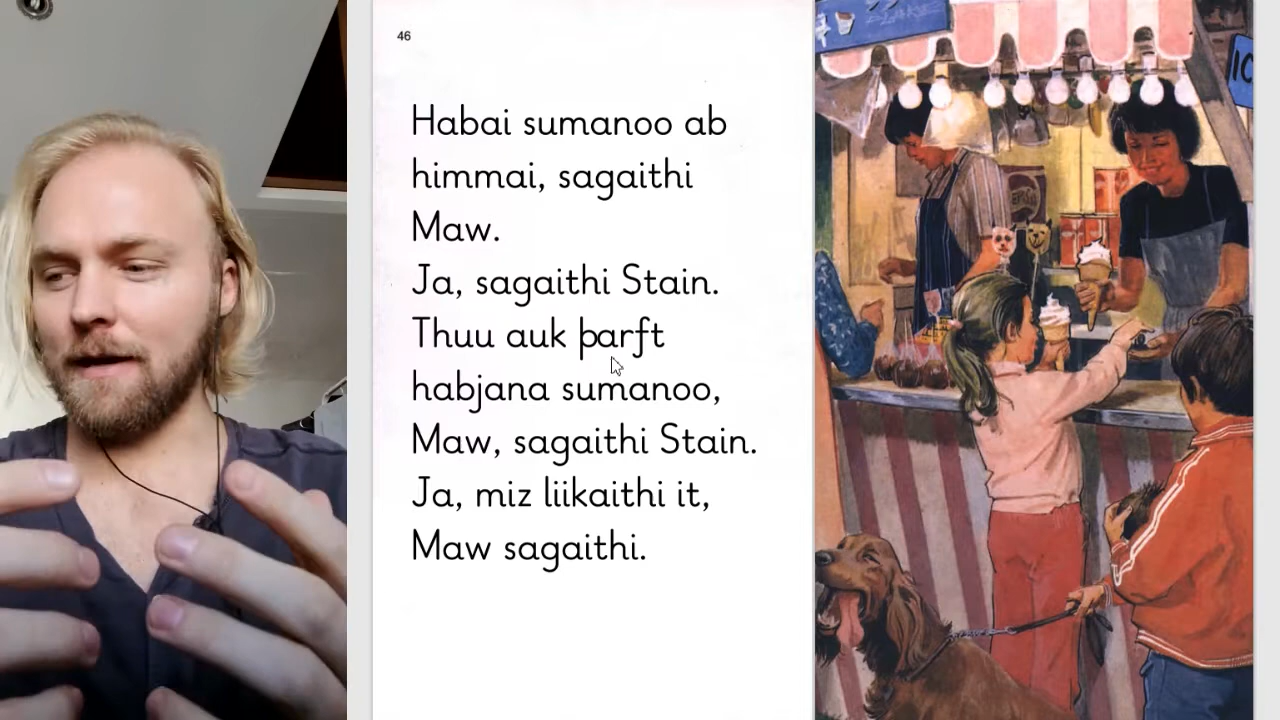 46
Habai sumanoo ab
himmai, sagaithi
Maw.
Ja, sagaithi Stain.
Thuu auk þarft
habjana sumanoo,
Maw, sagaithi Stain.
Ja, miz liikaithi it,
Maw sagaithi.